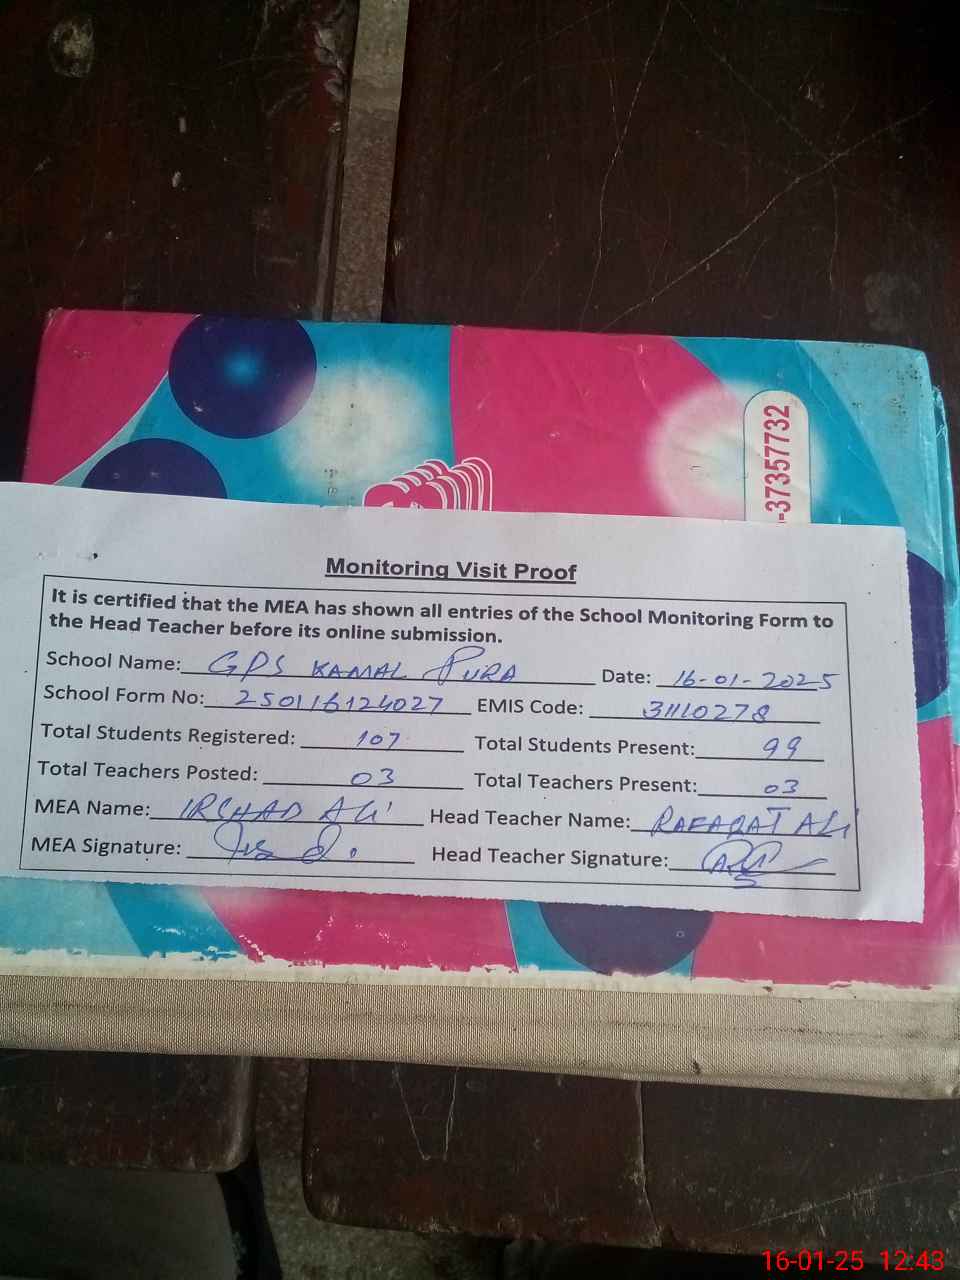 -37357732
Monitoring Visit Proof
It is certified that the MEA has shown all entries of the School Monitoring Form to
the Head Teacher before its online submission.
School Name: GPS KAMAL PURA Date: 16-01-2025
School Form No: 250116124027 EMIS Code: 31110278
Total Students Registered: 107 Total Students Present: 99
Total Teachers Posted: 03 Total Teachers Present: 03
MEA Name: IRSHAD ALI Head Teacher Name: RAFAQAT ALI
MEA Signature: Head Teacher Signature:
16-01-25 12:43